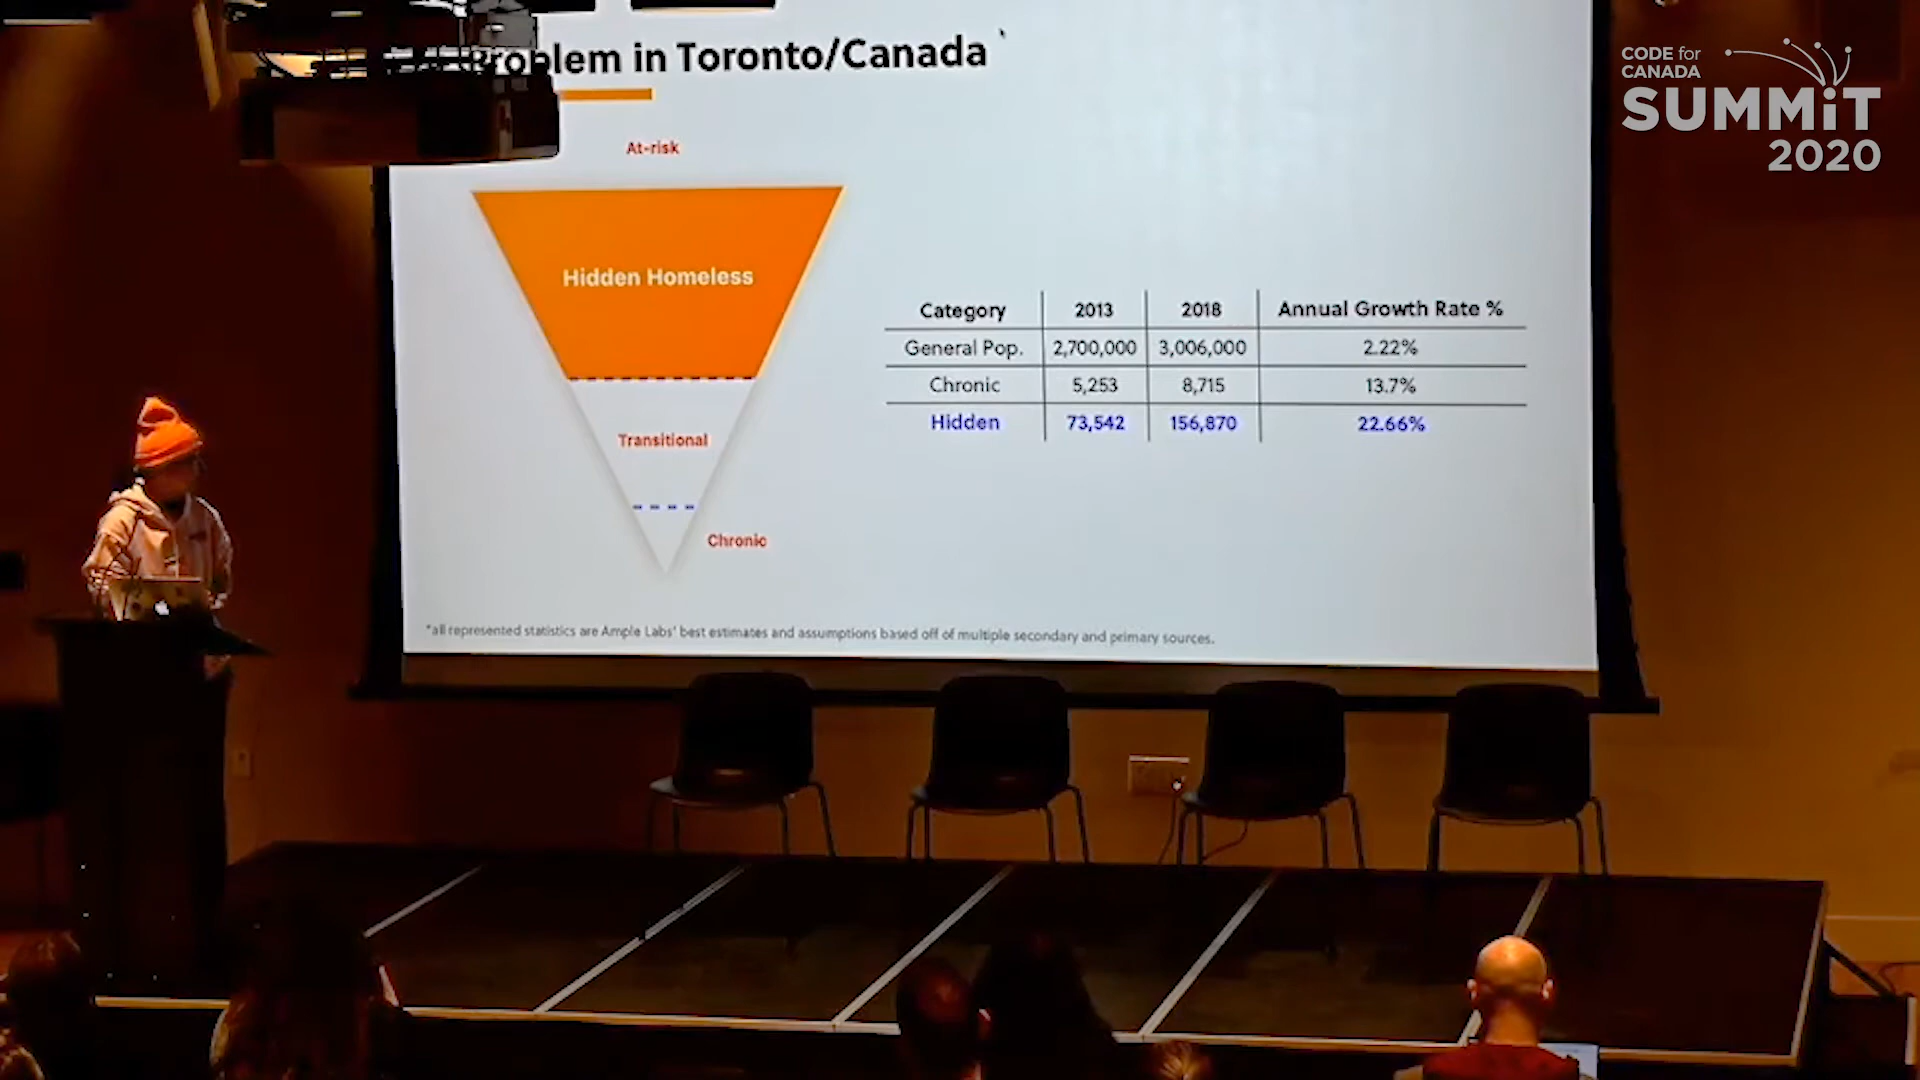 Problem in Toronto/Canada
At-risk
Hidden Homeless
Transitional
Chronic
Category 2013 2018 Annual Growth Rate %
General Pop. 2,700,000 3,006,000 2.22%
Chronic 5,253 8,715 13.7%
Hidden 73,542 156,870 22.66%
*all represented statistics are Ample Labs' best estimates and assumptions based off of multiple secondary and primary sources.
CODE for
CANADA
SUMMiT
2020